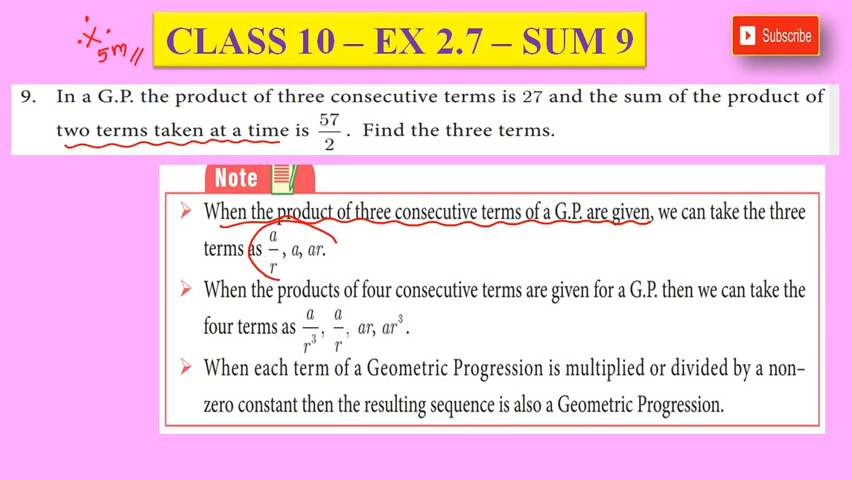 5m
CLASS 10 – EX 2.7 – SUM 9
Subscribe
9. In a G.P. the product of three consecutive terms is 27 and the sum of the product of
two terms taken at a time is 57/2. Find the three terms.
Note
➤ When the product of three consecutive terms of a G.P. are given, we can take the three
terms as a/r, a, ar.
➤ When the products of four consecutive terms are given for a G.P. then we can take the
four terms as a/r³, a/r, ar, ar³.
➤ When each term of a Geometric Progression is multiplied or divided by a non–
zero constant then the resulting sequence is also a Geometric Progression.